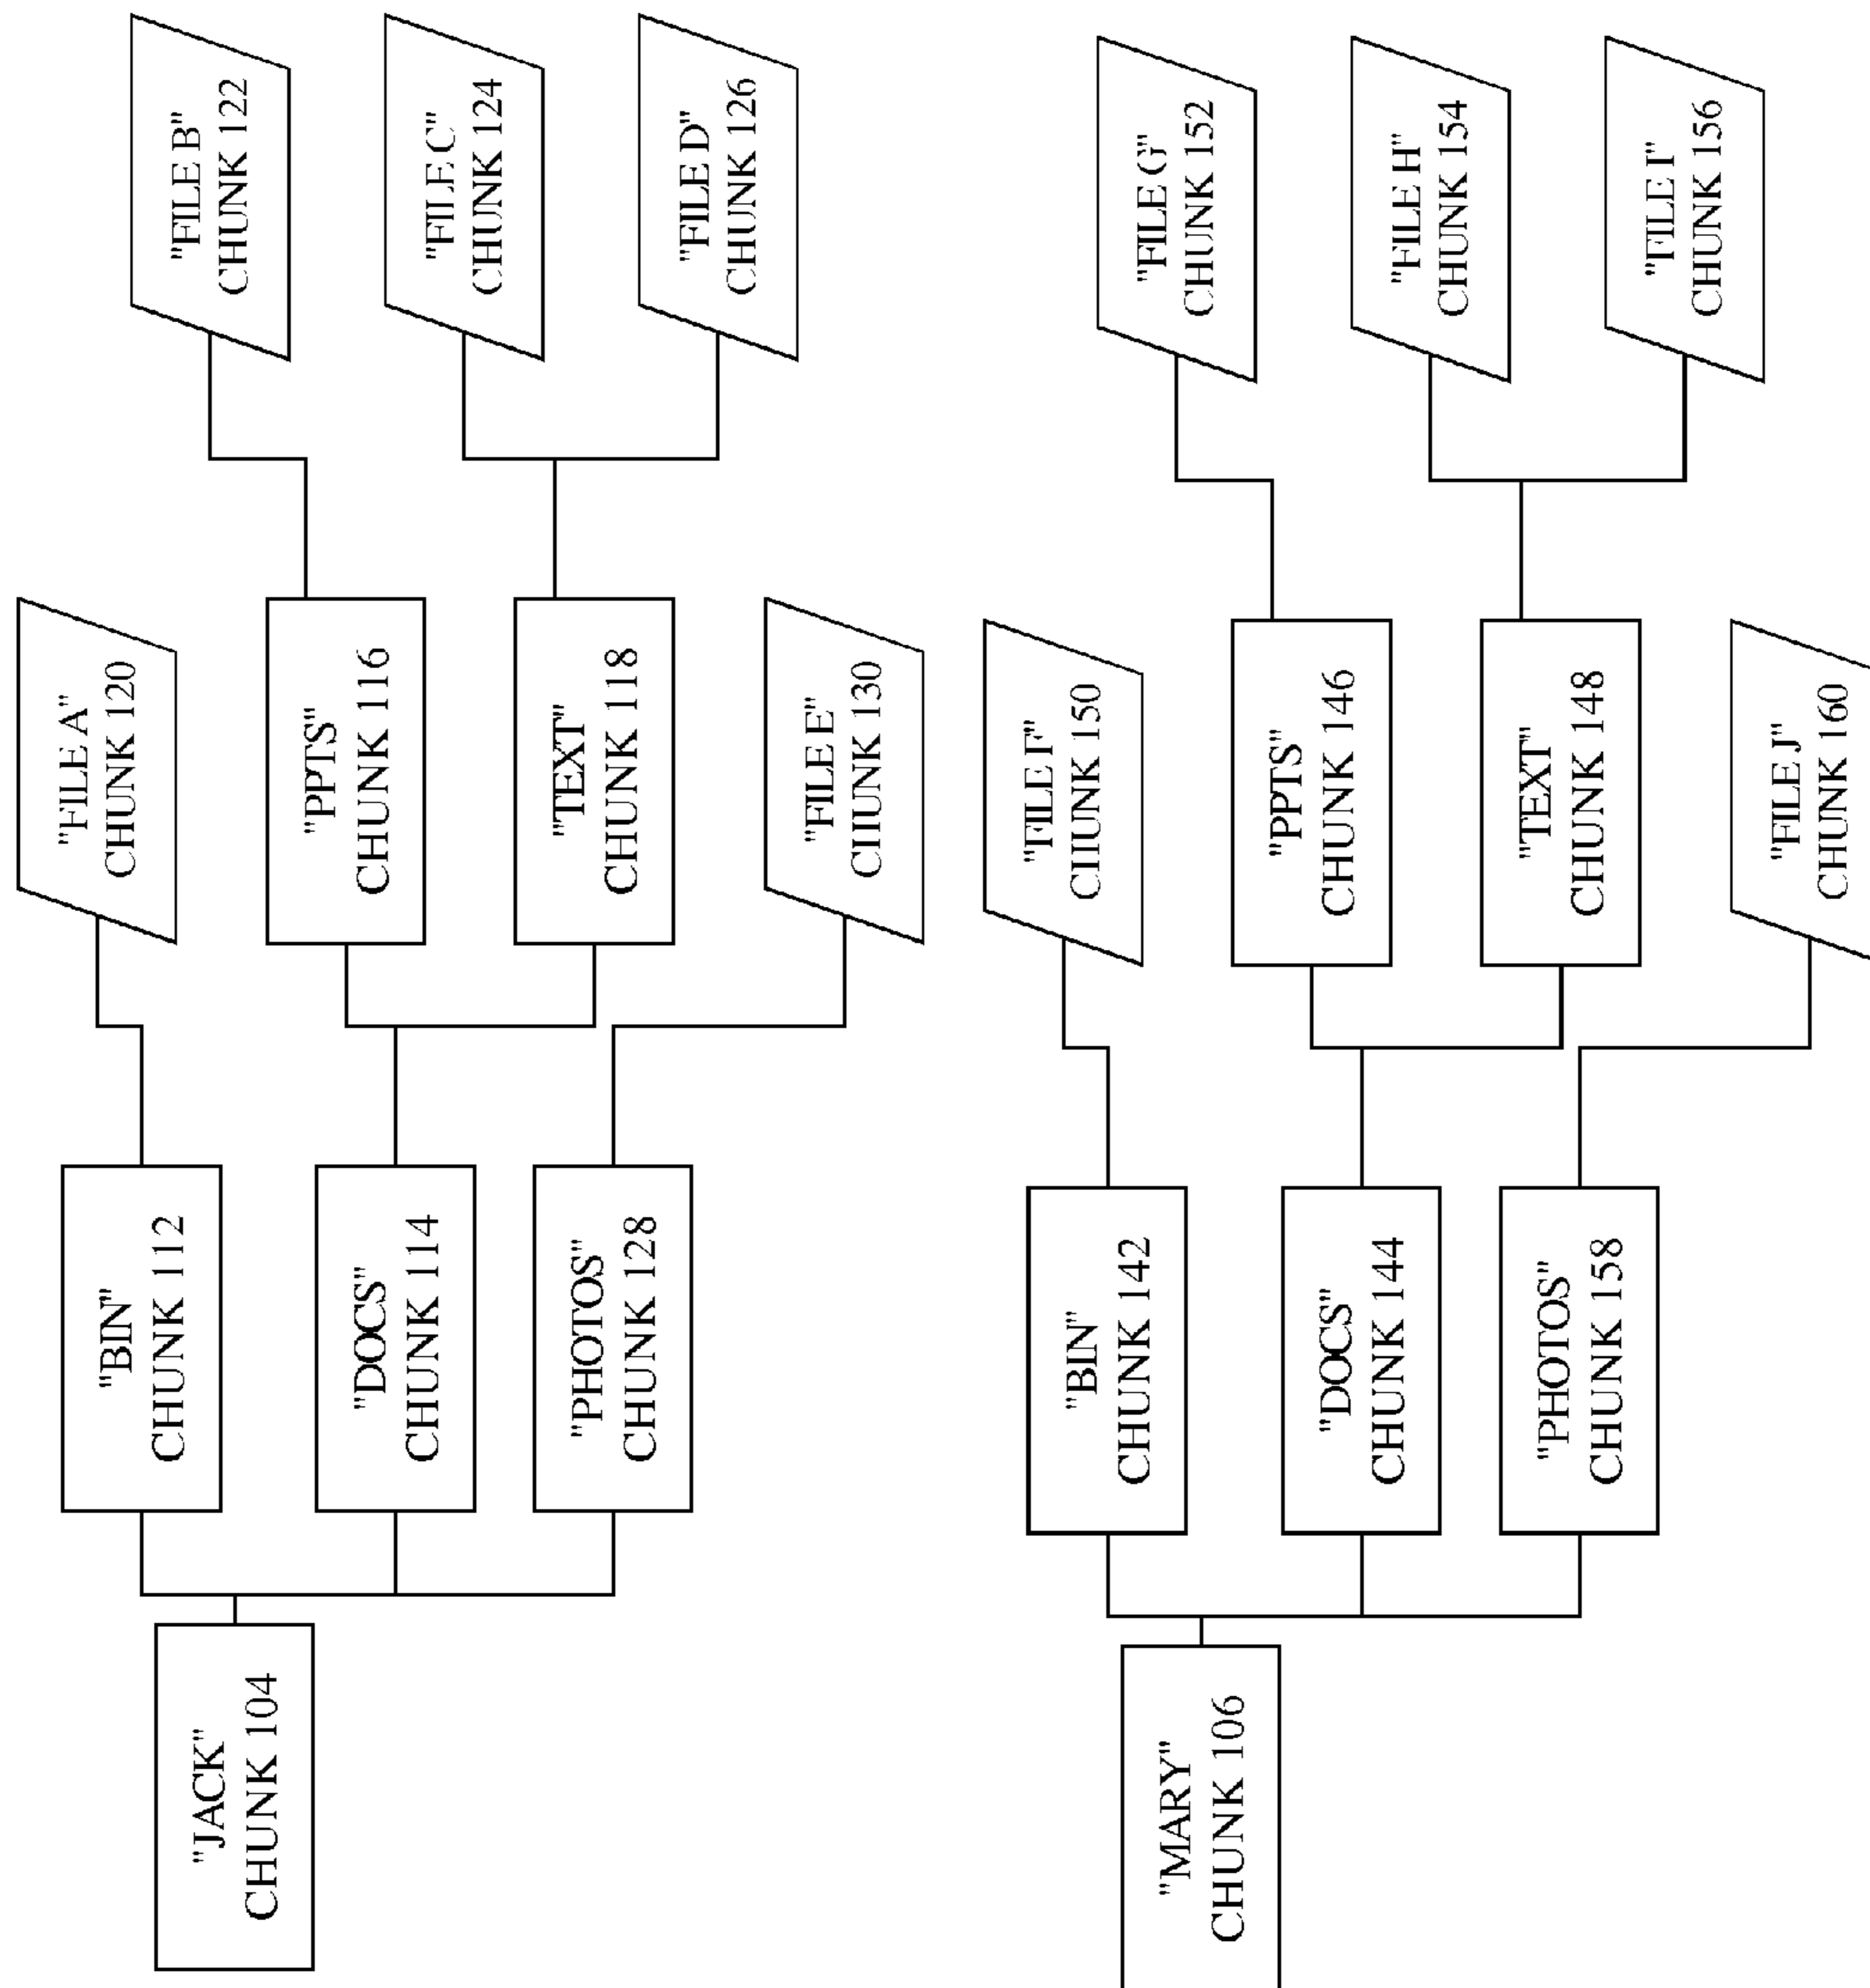 "JACK"
CHUNK 104
"BIN"
CHUNK 112
"FILE A"
CHUNK 120
"DOCS"
CHUNK 114
"PPTS"
CHUNK 116
"FILE B"
CHUNK 122
"TEXT"
CHUNK 118
"FILE C"
CHUNK 124
"FILE D"
CHUNK 126
"PHOTOS"
CHUNK 128
"FILE E"
CHUNK 130
"MARY"
CHUNK 106
"BIN"
CHUNK 142
"FILE F"
CHUNK 150
"DOCS"
CHUNK 144
"PPTS"
CHUNK 146
"FILE G"
CHUNK 152
"TEXT"
CHUNK 148
"FILE H"
CHUNK 154
"FILE I"
CHUNK 156
"PHOTOS"
CHUNK 158
"FILE J"
CHUNK 160